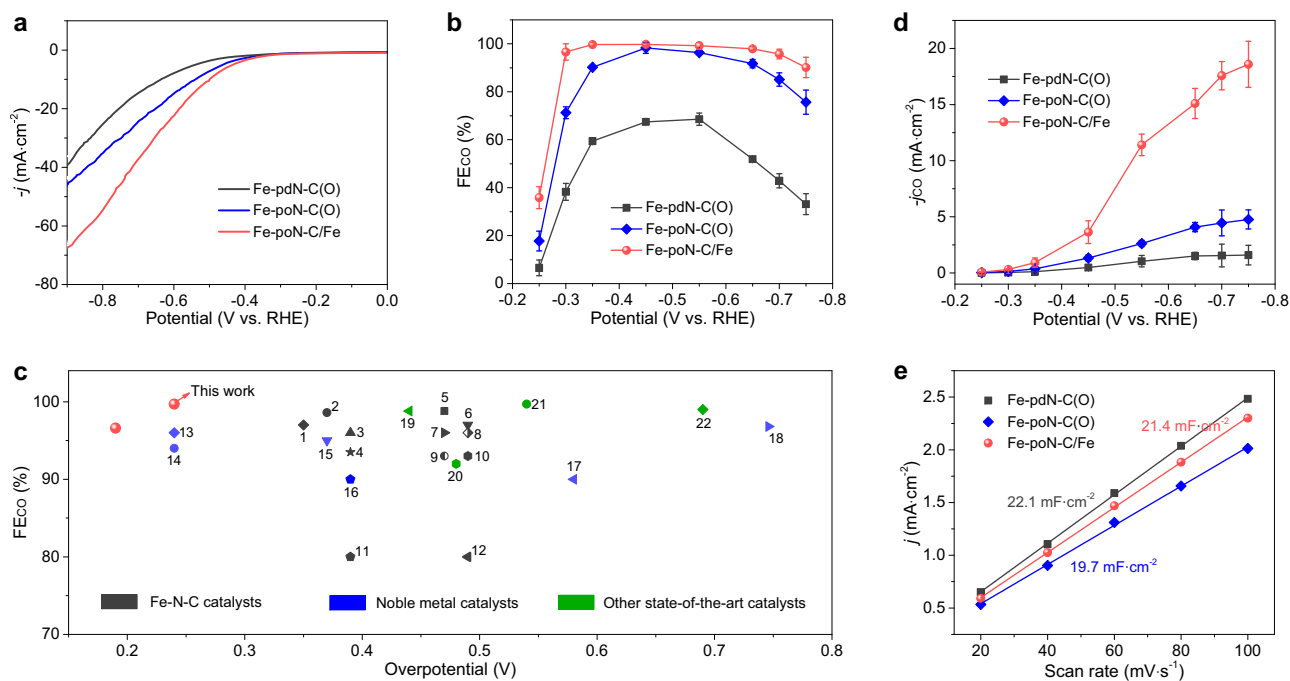 a
0
-20
-40
-60
-80
-0.8
-0.6
-0.4
-0.2
0.0
-j (mA·cm-2)
Potential (V vs. RHE)
Fe-pdN-C(O)
Fe-poN-C(O)
Fe-poN-C/Fe
b
100
80
60
40
20
0
-0.2
-0.3
-0.4
-0.5
-0.6
-0.7
-0.8
FECO (%)
Potential (V vs. RHE)
Fe-pdN-C(O)
Fe-poN-C(O)
Fe-poN-C/Fe
d
20
15
10
5
0
-0.2
-0.3
-0.4
-0.5
-0.6
-0.7
-0.8
-jCO (mA·cm-2)
Potential (V vs. RHE)
Fe-pdN-C(O)
Fe-poN-C(O)
Fe-poN-C/Fe
c
100
90
80
70
0.2
0.3
0.4
0.5
0.6
0.7
0.8
FECO (%)
Overpotential (V)
This work
1
2
3
4
5
6
7
8
9
10
11
12
13
14
15
16
17
18
19
20
21
22
Fe-N-C catalysts
Noble metal catalysts
Other state-of-the-art catalysts
e
2.5
2.0
1.5
1.0
0.5
20
40
60
80
100
j (mA·cm-2)
Scan rate (mV·s-1)
Fe-pdN-C(O)
Fe-poN-C(O)
Fe-poN-C/Fe
21.4 mF·cm-2
22.1 mF·cm-2
19.7 mF·cm-2